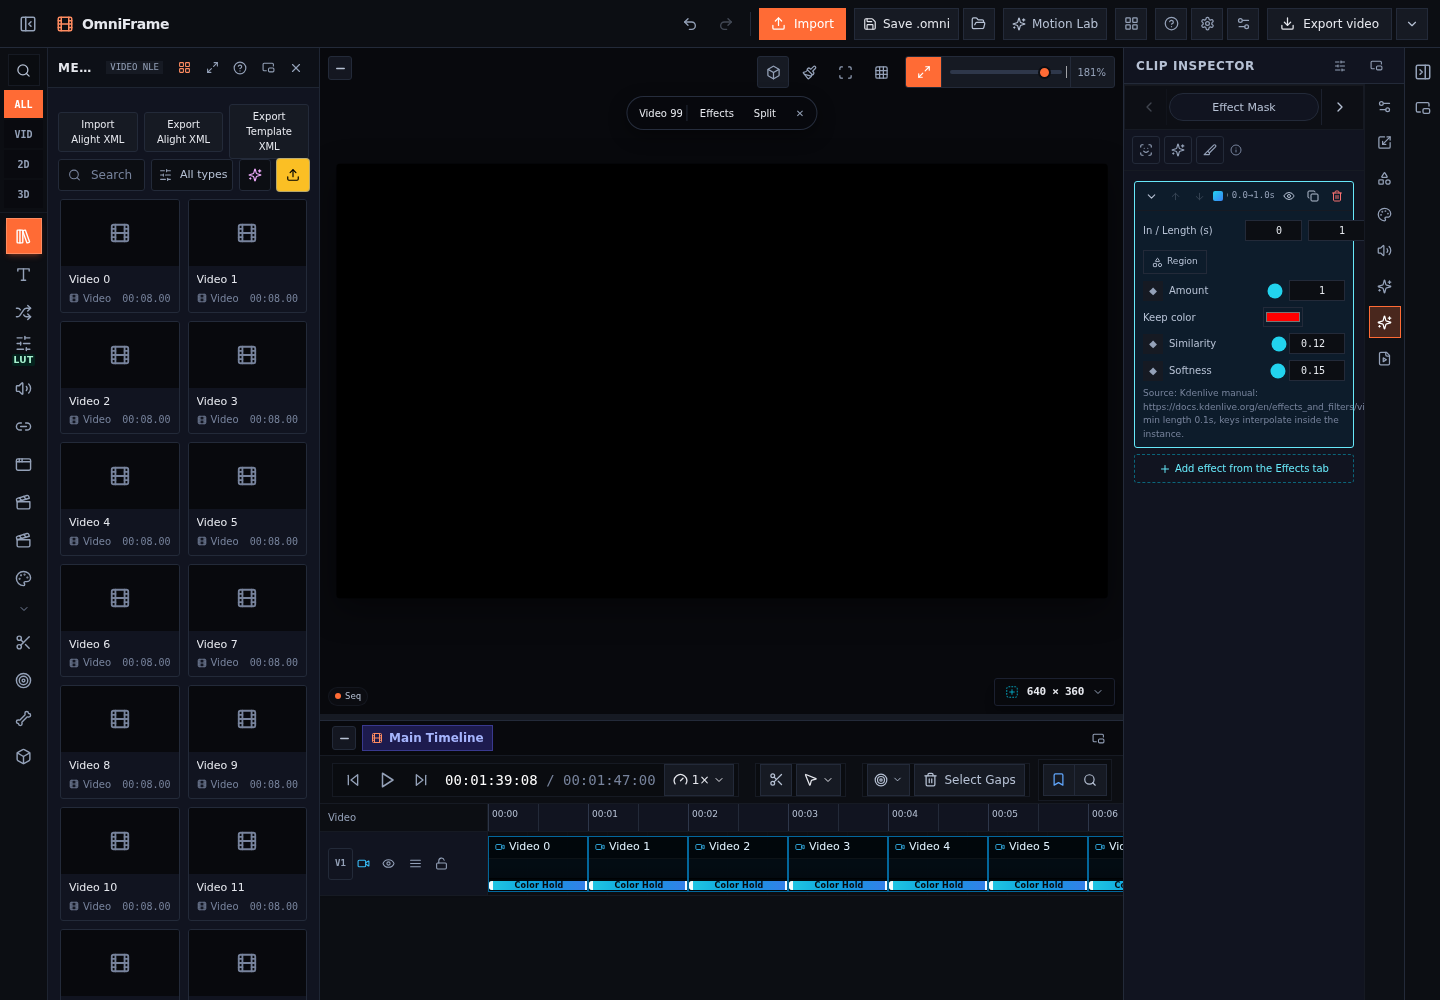 OmniFrame
Import
Save .omni
Motion Lab
Export video
ME...
VIDEO NLE
181%
CLIP INSPECTOR
ALL
VID
2D
3D
LUT
Import
Alight XML
Export
Alight XML
Export
Template
XML
Search
All types
Video 99
Effects
Split
×
Effect Mask
0.0→1.0s
In / Length (s)
0
1
Region
Amount
1
Keep color
Similarity
0.12
Softness
0.15
Source: Kdenlive manual:
https://docs.kdenlive.org/en/effects_and_filters/vi
min length 0.1s, keys interpolate inside the
instance.
+ Add effect from the Effects tab
Video 0
Video 00:08.00
Video 1
Video 00:08.00
Video 2
Video 00:08.00
Video 3
Video 00:08.00
Video 4
Video 00:08.00
Video 5
Video 00:08.00
Video 6
Video 00:08.00
Video 7
Video 00:08.00
Video 8
Video 00:08.00
Video 9
Video 00:08.00
Video 10
Video 00:08.00
Video 11
Video 00:08.00
Seq
640 × 360
Main Timeline
00:01:39:08 / 00:01:47:00
1×
Select Gaps
Video
00:00
00:01
00:02
00:03
00:04
00:05
00:06
V1
Video 0
Video 1
Video 2
Video 3
Video 4
Video 5
Vid
Color Hold
Color Hold
Color Hold
Color Hold
Color Hold
Color Hold